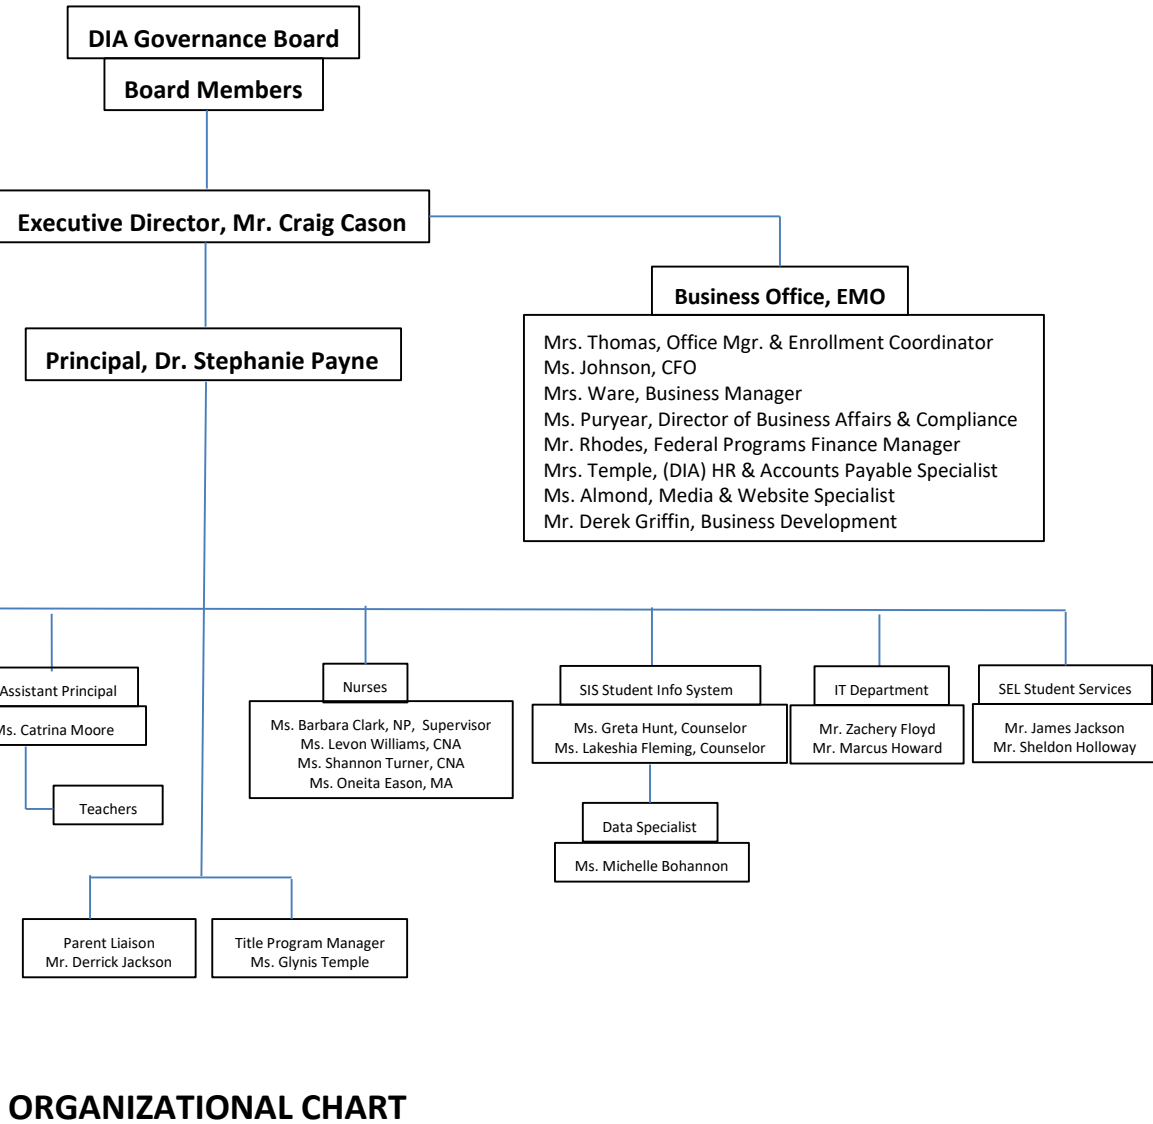 DIA Governance Board
Board Members
Executive Director, Mr. Craig Cason
Business Office, EMO
Mrs. Thomas, Office Mgr. & Enrollment Coordinator
Ms. Johnson, CFO
Mrs. Ware, Business Manager
Ms. Puryear, Director of Business Affairs & Compliance
Mr. Rhodes, Federal Programs Finance Manager
Mrs. Temple, (DIA) HR & Accounts Payable Specialist
Ms. Almond, Media & Website Specialist
Mr. Derek Griffin, Business Development
Principal, Dr. Stephanie Payne
Assistant Principal
Ms. Catrina Moore
Teachers
Nurses
Ms. Barbara Clark, NP, Supervisor
Ms. Levon Williams, CNA
Ms. Shannon Turner, CNA
Ms. Oneita Eason, MA
SIS Student Info System
Ms. Greta Hunt, Counselor
Ms. Lakeshia Fleming, Counselor
Data Specialist
Ms. Michelle Bohannon
IT Department
Mr. Zachery Floyd
Mr. Marcus Howard
SEL Student Services
Mr. James Jackson
Mr. Sheldon Holloway
Parent Liaison
Mr. Derrick Jackson
Title Program Manager
Ms. Glynis Temple
ORGANIZATIONAL CHART